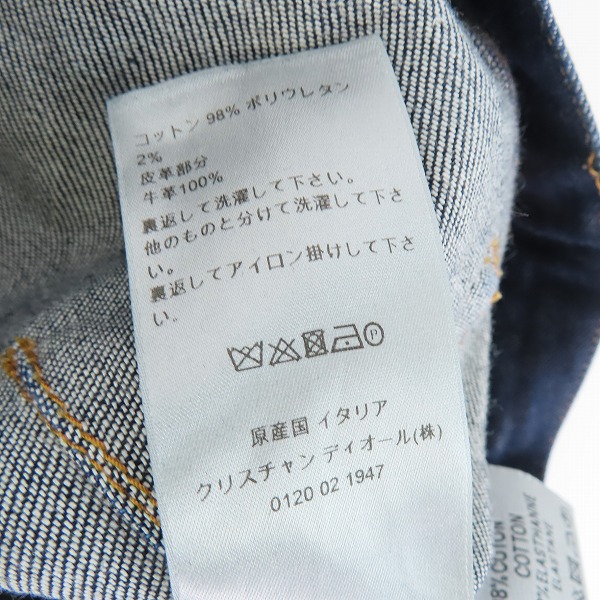 コットン 98% ポリウレタン
2%
皮革部分
牛革100%
裏返して洗濯して下さい。
他のものと分けて洗濯して下さ
い。
裏返してアイロン掛けして下さ
い。
P
原産国 イタリア
クリスチャン ディオール(株)
0120 02 1947
8% COTON
COTTON
% ELASTHANNE
ELASTANE